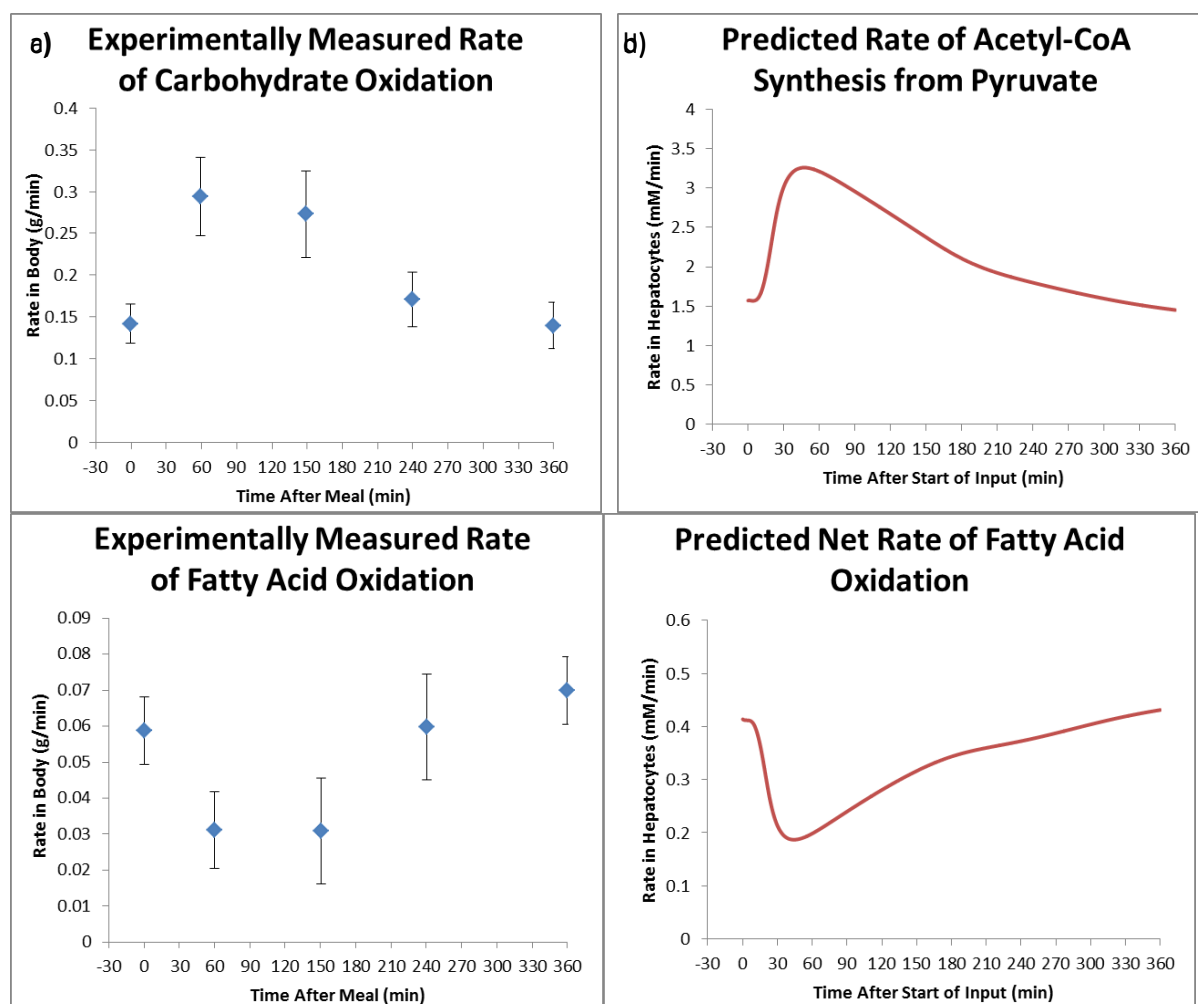 a)
Experimentally Measured Rate
of Carbohydrate Oxidation
Rate in Body (g/min)
0.4
0.35
0.3
0.25
0.2
0.15
0.1
0.05
0
-30 0 30 60 90 120 150 180 210 240 270 300 330 360
Time After Meal (min)
b)
Predicted Rate of Acetyl-CoA
Synthesis from Pyruvate
Rate in Hepatocytes (mM/min)
4
3.5
3
2.5
2
1.5
1
0.5
0
-30 0 30 60 90 120 150 180 210 240 270 300 330 360
Time After Start of Input (min)
Experimentally Measured Rate
of Fatty Acid Oxidation
Rate in Body (g/min)
0.09
0.08
0.07
0.06
0.05
0.04
0.03
0.02
0.01
0
-30 0 30 60 90 120 150 180 210 240 270 300 330 360
Time After Meal (min)
Predicted Net Rate of Fatty Acid
Oxidation
Rate in Hepatocytes (mM/min)
0.6
0.5
0.4
0.3
0.2
0.1
0
-30 0 30 60 90 120 150 180 210 240 270 300 330 360
Time After Start of Input (min)